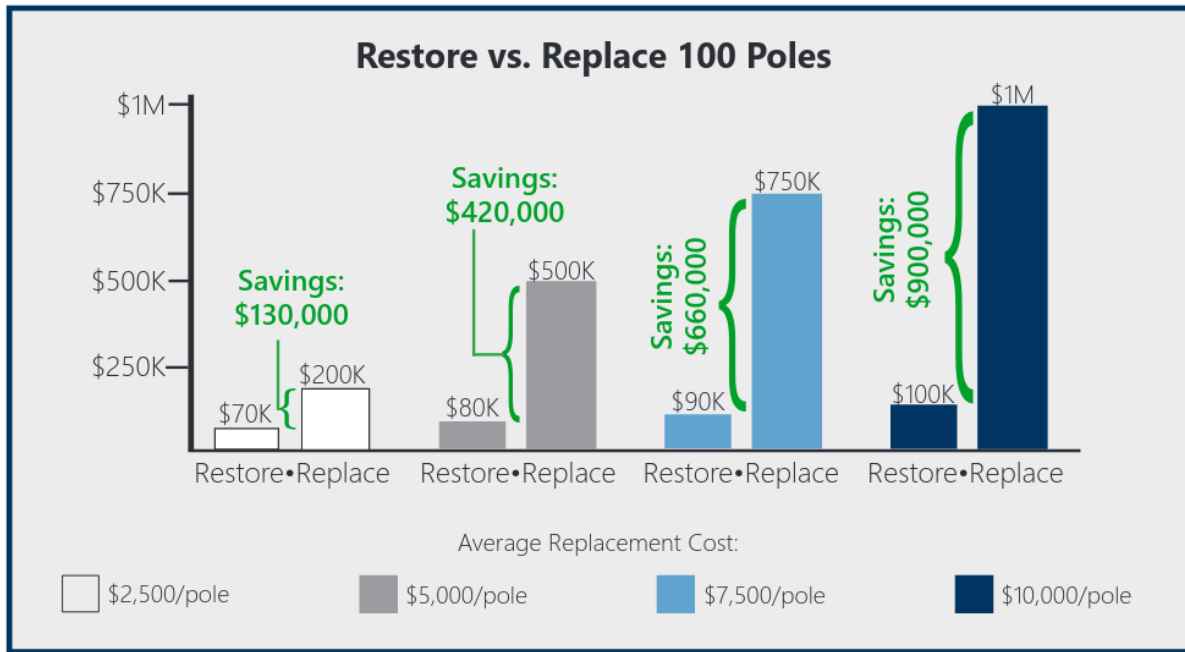 Restore vs. Replace 100 Poles
$1M
$750K
$500K
$250K
Savings:
$130,000
$70K
$200K
Savings:
$420,000
$80K
$500K
Savings:
$660,000
$90K
$750K
Savings:
$900,000
$100K
$1M
Restore•Replace
Restore•Replace
Restore•Replace
Restore•Replace
Average Replacement Cost:
$2,500/pole
$5,000/pole
$7,500/pole
$10,000/pole